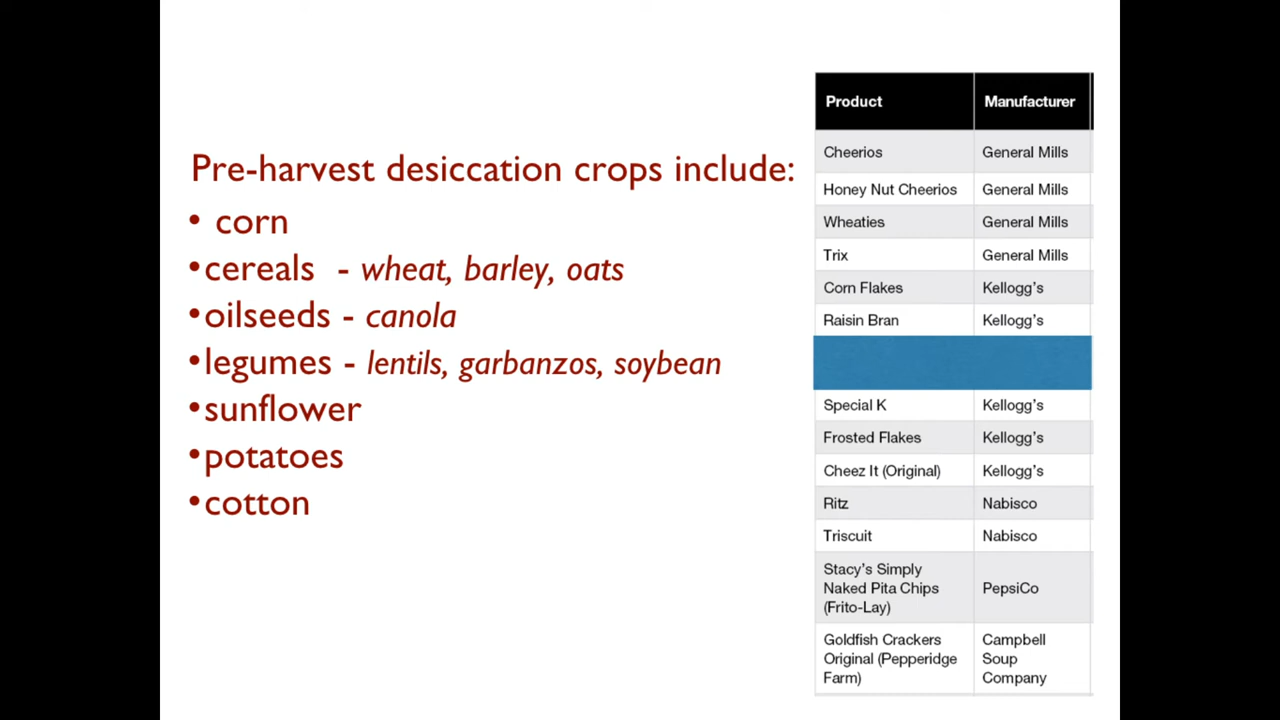 Pre-harvest desiccation crops include:
• corn
•cereals - wheat, barley, oats
•oilseeds - canola
•legumes - lentils, garbanzos, soybean
•sunflower
•potatoes
•cotton
Product Manufacturer
Cheerios General Mills
Honey Nut Cheerios General Mills
Wheaties General Mills
Trix General Mills
Corn Flakes Kellogg's
Raisin Bran Kellogg's
Special K Kellogg's
Frosted Flakes Kellogg's
Cheez It (Original) Kellogg's
Ritz Nabisco
Triscuit Nabisco
Stacy's Simply
Naked Pita Chips PepsiCo
(Frito-Lay)
Goldfish Crackers Campbell
Original (Pepperidge Soup
Farm) Company